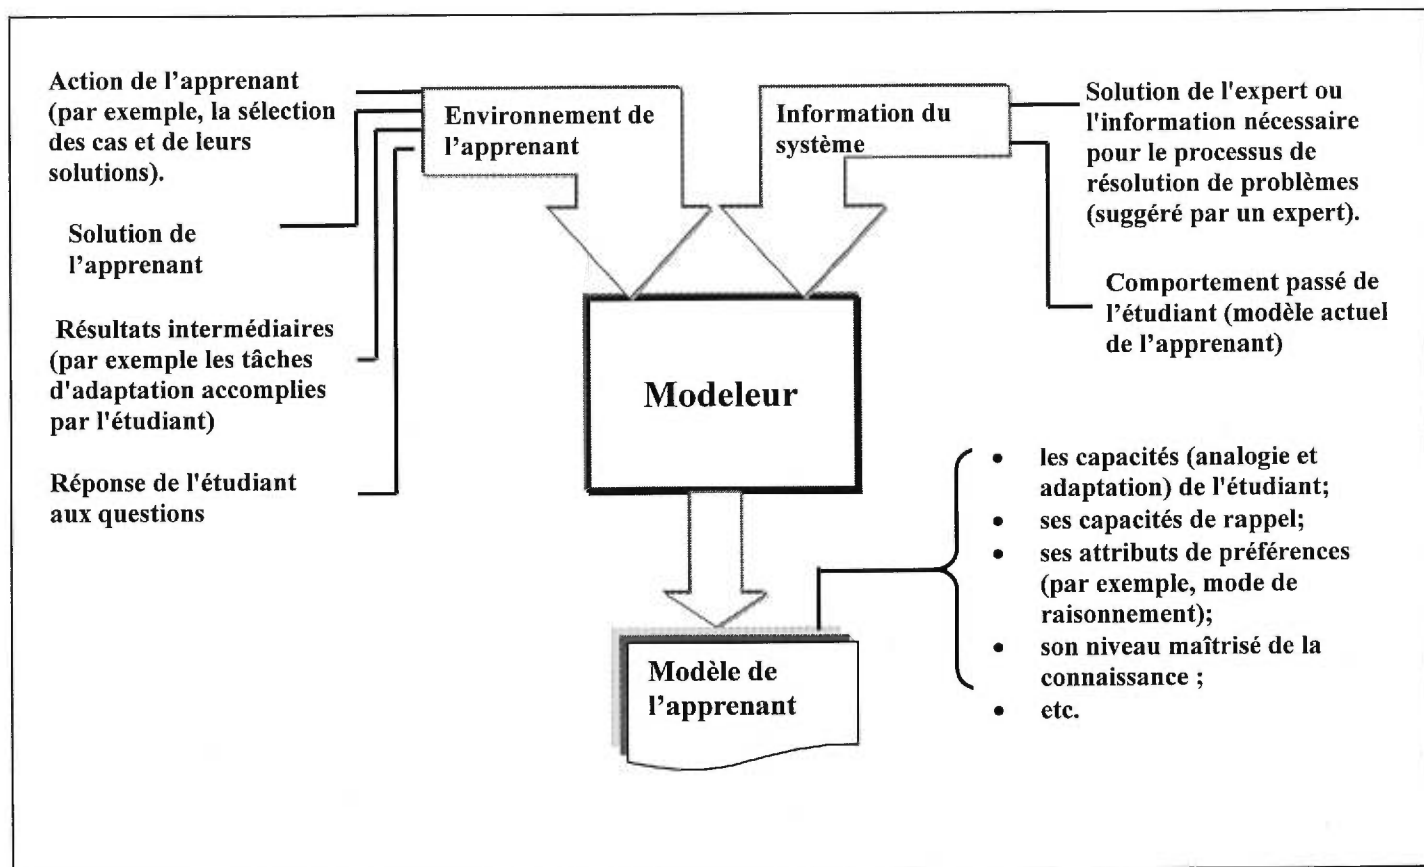 Action de l’apprenant
(par exemple, la sélection
des cas et de leurs
solutions).
Solution de
l’apprenant
Résultats intermédiaires
(par exemple les tâches
d'adaptation accomplies
par l'étudiant)
Réponse de l'étudiant
aux questions
Environnement de
l’apprenant
Information du
système
Solution de l'expert ou
l'information nécessaire
pour le processus de
résolution de problèmes
(suggéré par un expert).
Comportement passé de
l’étudiant (modèle actuel
de l’apprenant)
Modeleur
Modèle de
l’apprenant
• les capacités (analogie et
adaptation) de l'étudiant;
• ses capacités de rappel;
• ses attributs de préférences
(par exemple, mode de
raisonnement);
• son niveau maîtrisé de la
connaissance ;
• etc.